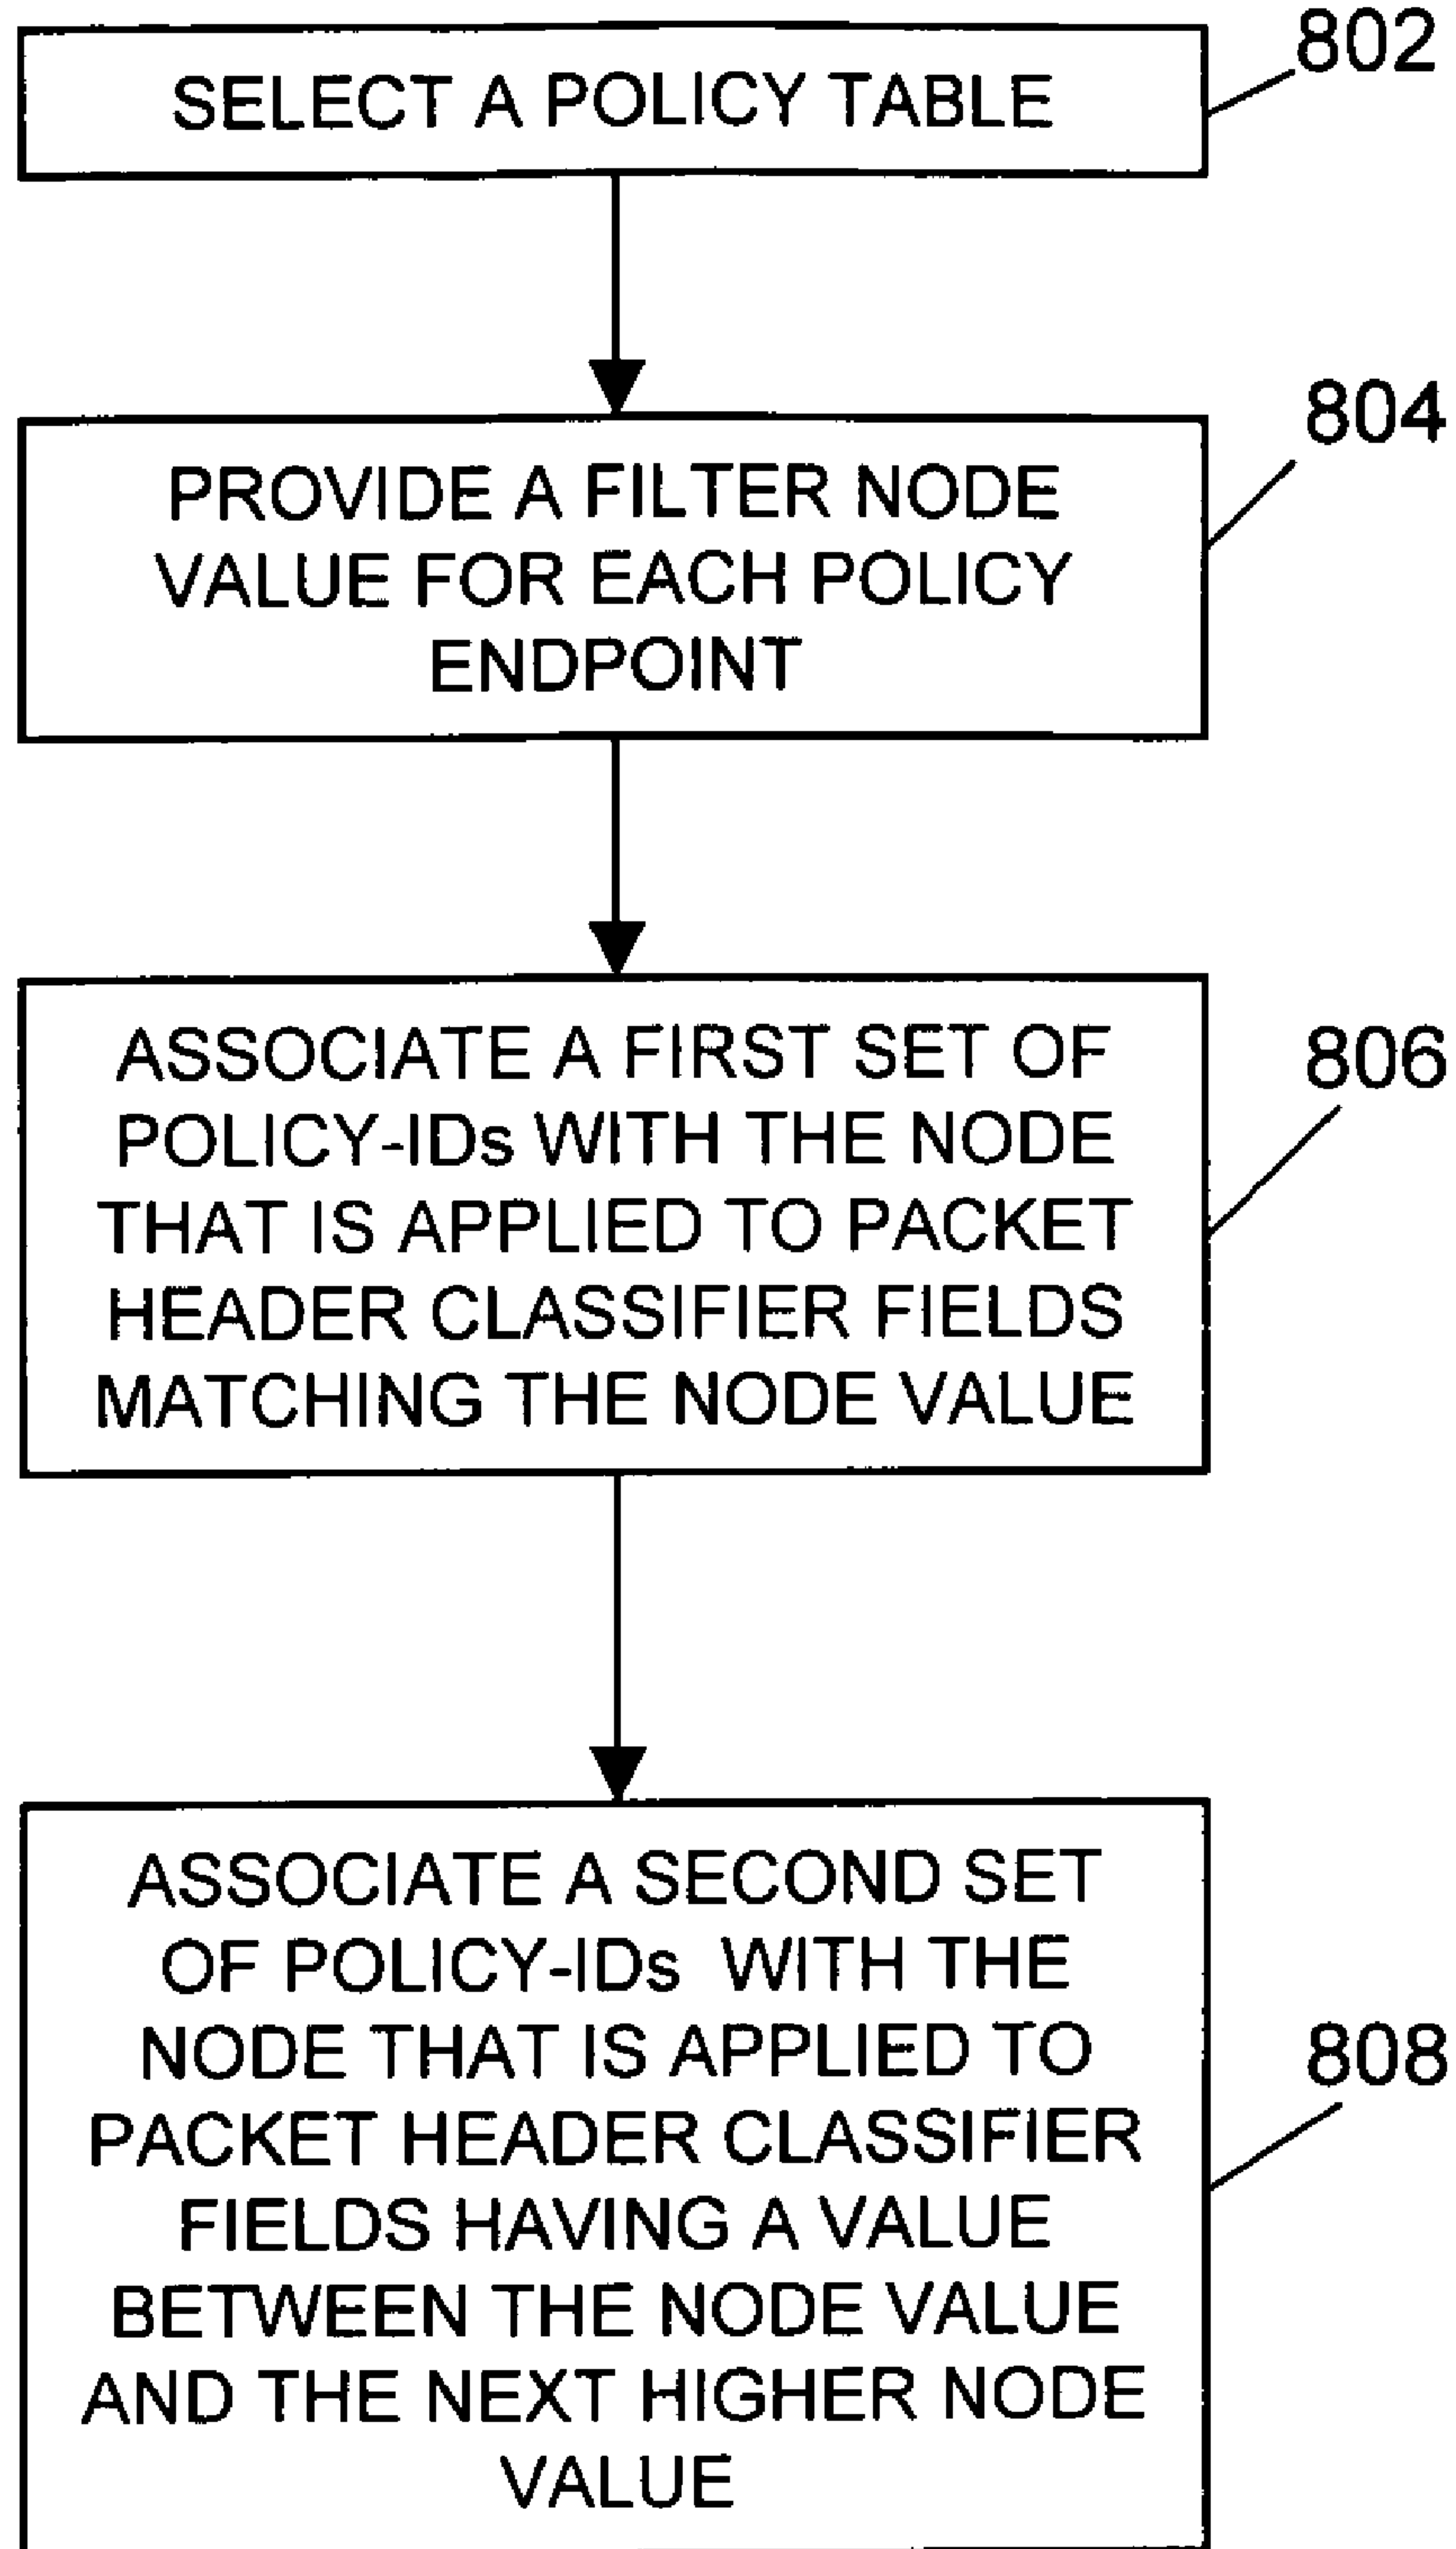 802
SELECT A POLICY TABLE
804
PROVIDE A FILTER NODE
VALUE FOR EACH POLICY
ENDPOINT
806
ASSOCIATE A FIRST SET OF
POLICY-IDs WITH THE NODE
THAT IS APPLIED TO PACKET
HEADER CLASSIFIER FIELDS
MATCHING THE NODE VALUE
808
ASSOCIATE A SECOND SET
OF POLICY-IDs WITH THE
NODE THAT IS APPLIED TO
PACKET HEADER CLASSIFIER
FIELDS HAVING A VALUE
BETWEEN THE NODE VALUE
AND THE NEXT HIGHER NODE
VALUE